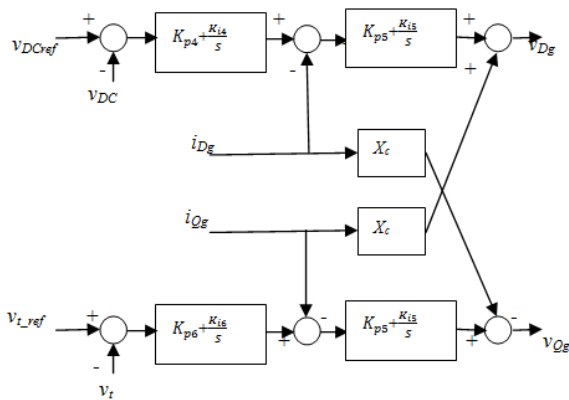 + + + +
v_DCref K_p4+K_i4/s K_p5+K_i5/s v_Dg
- - +
v_DC
i_Dg X_c
i_Qg X_c
v_t_ref + K_p6+K_i6/s - K_p5+K_i5/s -
- + + v_Qg
v_t